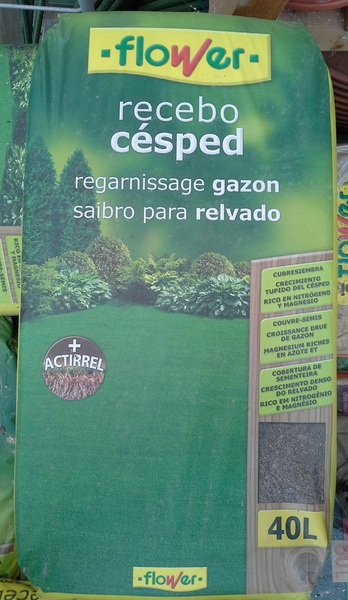 -flower-
recebo
césped
regarnissage gazon
saibro para relvado
CUBRESIEMBRA
CRECIMIENTO
TUPIDO DEL CÉSPED
RICO EN NITRÓGENO
Y MAGNESIO
COUVRE-SEMIS
CROISSANCE DRUE
DE GAZON
MAGNESIUM RICHES
EN AZOTE ET
COBERTURA DE
SEMENTEIRA
CRESCIMENTO DENSO
DO RELVADO
RICO EM NITROGÊNIO
E MAGNÉSIO
+
ACTIRREL
40L
-flower-